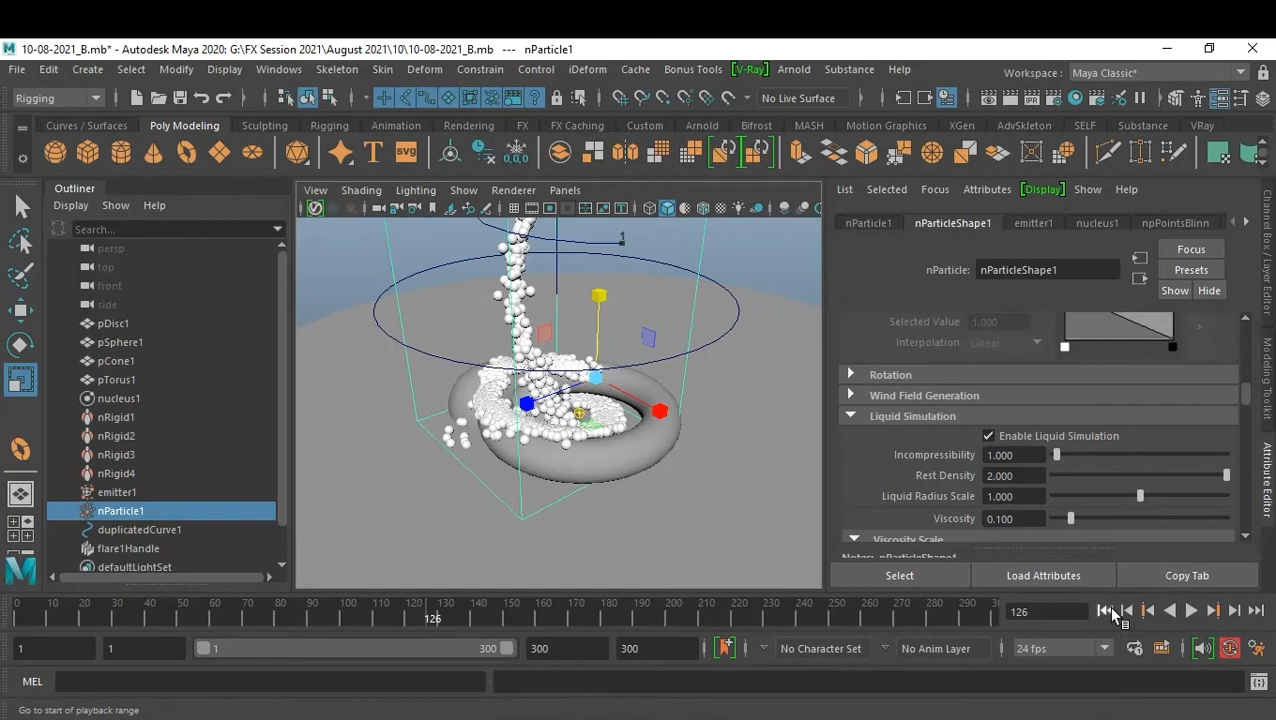 10-08-2021_B.mb* - Autodesk Maya 2020: G:\FX Session 2021\August 2021\10\10-08-2021_B.mb --- nParticle1
File Edit Create Select Modify Display Windows Skeleton Skin Deform Constrain Control iDeform Cache Bonus Tools [V-Ray] Arnold Substance Help
Workspace: Maya Classic*
Rigging No Live Surface
Curves / Surfaces Poly Modeling Sculpting Rigging Animation Rendering FX FX Caching Custom Arnold Bifrost MASH Motion Graphics XGen AdvSkeleton SELF Substance VRay
T svg 0,0,0
Outliner
Display Show Help
Search...
persp
top
front
side
pDisc1
pSphere1
pCone1
pTorus1
nucleus1
nRigid1
nRigid2
nRigid3
nRigid4
emitter1
nParticle1
duplicatedCurve1
flare1Handle
defaultLightSet
View Shading Lighting Show Renderer Panels
1
List Selected Focus Attributes [Display] Show Help
nParticle1 nParticleShape1 emitter1 nucleus1 npPointsBlinn
nParticle: nParticleShape1
Focus
Presets
Show Hide
Selected Value 1.000
Interpolation Linear
Rotation
Wind Field Generation
Liquid Simulation
Enable Liquid Simulation
Incompressibility 1.000
Rest Density 2.000
Liquid Radius Scale 1.000
Viscosity 0.100
Viscosity Scale
Notes: nParticleShape1
Select Load Attributes Copy Tab
Channel Box / Layer Editor
Modeling Toolkit
Attribute Editor
0 10 20 30 40 50 60 70 80 90 100 110 120 130 140 150 160 170 180 190 200 210 220 230 240 250 260 270 280 290 30
126
126
1 1 1 300 300 300 No Character Set No Anim Layer 24 fps
MEL
Go to start of playback range